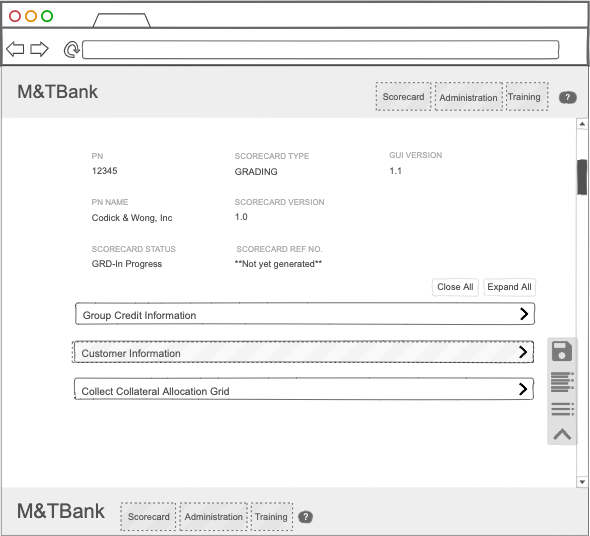 M&TBank
Scorecard Administration Training ?
PN SCORECARD TYPE GUI VERSION
12345 GRADING 1.1
PN NAME SCORECARD VERSION
Codick & Wong, Inc 1.0
SCORECARD STATUS SCORECARD REF NO.
GRD-In Progress **Not yet generated**
Close All Expand All
Group Credit Information
Customer Information
Collect Collateral Allocation Grid
M&TBank
Scorecard Administration Training ?